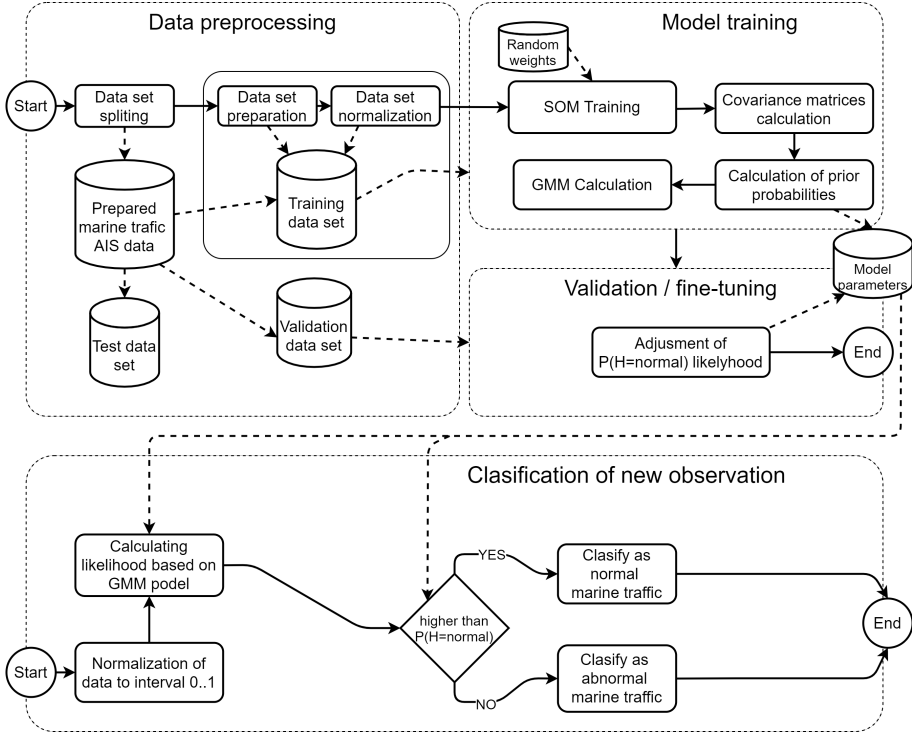 Data preprocessing
Model training
Random
weights
Start
Data set
spliting
Data set
preparation
Data set
normalization
SOM Training
Covariance matrices
calculation
Prepared
marine trafic
AIS data
Training
data set
GMM Calculation
Calculation of prior
probabilities
Model
parameters
Validation / fine-tuning
Test data
set
Validation
data set
Adjusment of
P(H=normal) likelyhood
End
Clasification of new observation
Calculating
likelihood based on
GMM podel
YES
Clasify as
normal
marine traffic
higher than
P(H=normal)
End
Start
Normalization of
data to interval 0..1
NO
Clasify as
abnormal
marine traffic